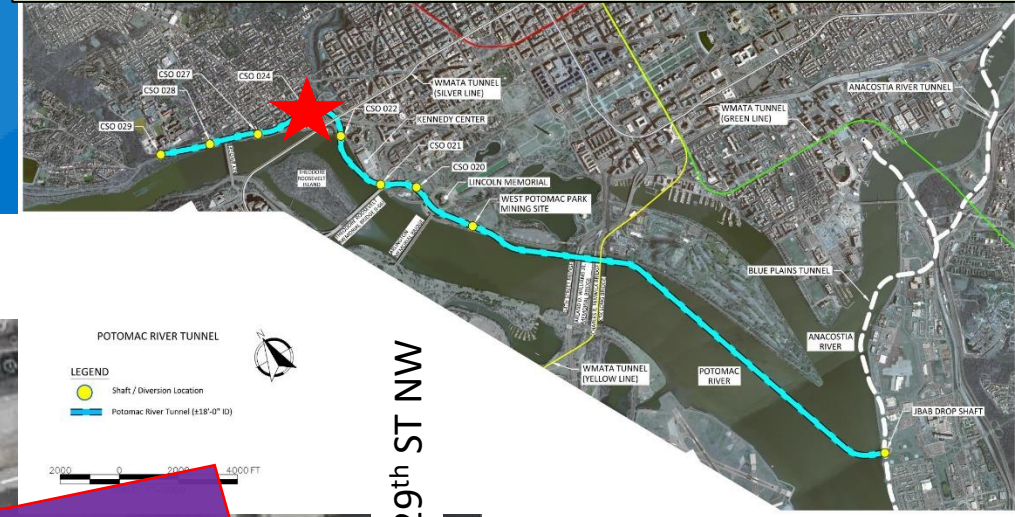 CSO 027
CSO 028
CSO 029
CSO 024
CSO 022
WMATA TUNNEL
(SILVER LINE)
KENNEDY CENTER
CSO 021
CSO 020
LINCOLN MEMORIAL
WEST POTOMAC PARK
MINING SITE
THEODORE
ROOSEVELT
ISLAND
WMATA TUNNEL
(GREEN LINE)
ANACOSTIA RIVER TUNNEL
BLUE PLAINS TUNNEL
ANACOSTIA
RIVER
WMATA TUNNEL
(YELLOW LINE)
POTOMAC
RIVER
JBAB DROP SHAFT
POTOMAC RIVER TUNNEL
LEGEND
Shaft / Diversion Location
Potomac River Tunnel (±18'-0" ID)
2000 0 2000 4000 FT
29th ST NW